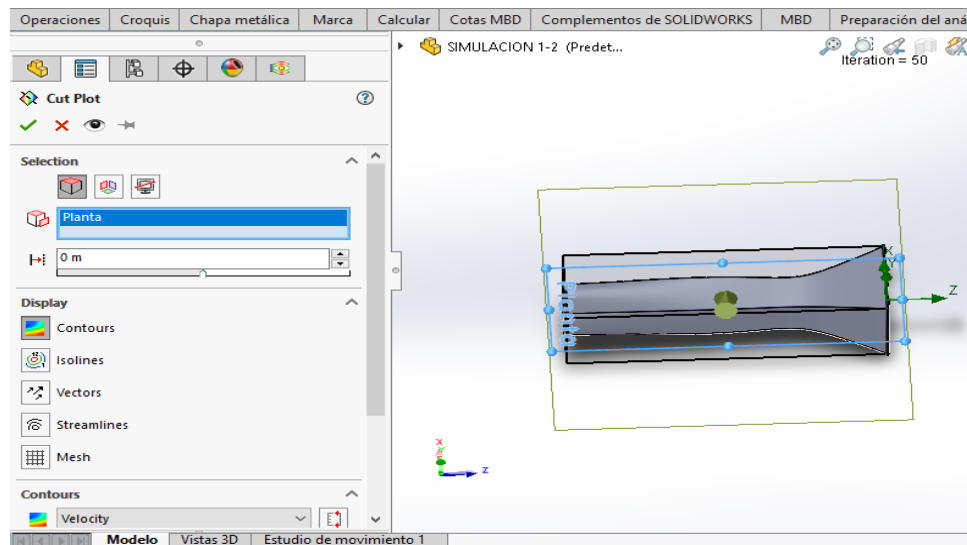 Operaciones Croquis Chapa metálica Marca Calcular Cotas MBD Complementos de SOLIDWORKS MBD Preparación del aná
SIMULACION 1-2 (Predet...
Iteration = 50
Cut Plot
Selection
Planta
0 m
Display
Contours
Isolines
Vectors
Streamlines
Mesh
Contours
Velocity
Planta
X
Y
Z
X
Z
Modelo Vistas 3D Estudio de movimiento 1